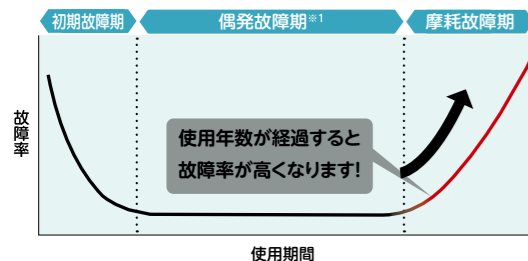 初期故障期
偶発故障期※1
摩耗故障期
故障率
使用年数が経過すると
故障率が高くなります!
使用期間